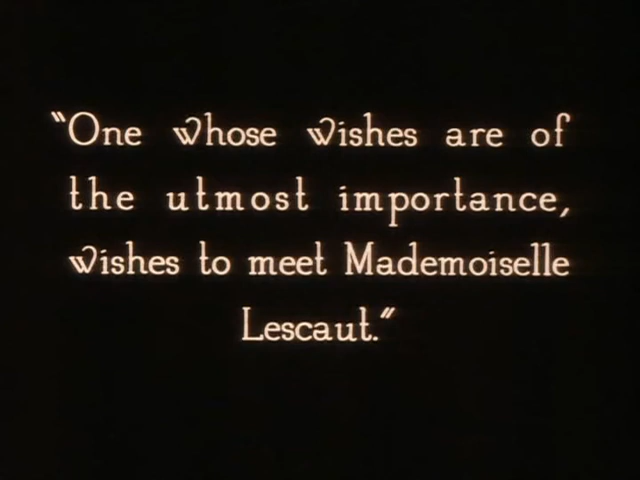 "One whose wishes are of
the utmost importance,
wishes to meet Mademoiselle
Lescaut."